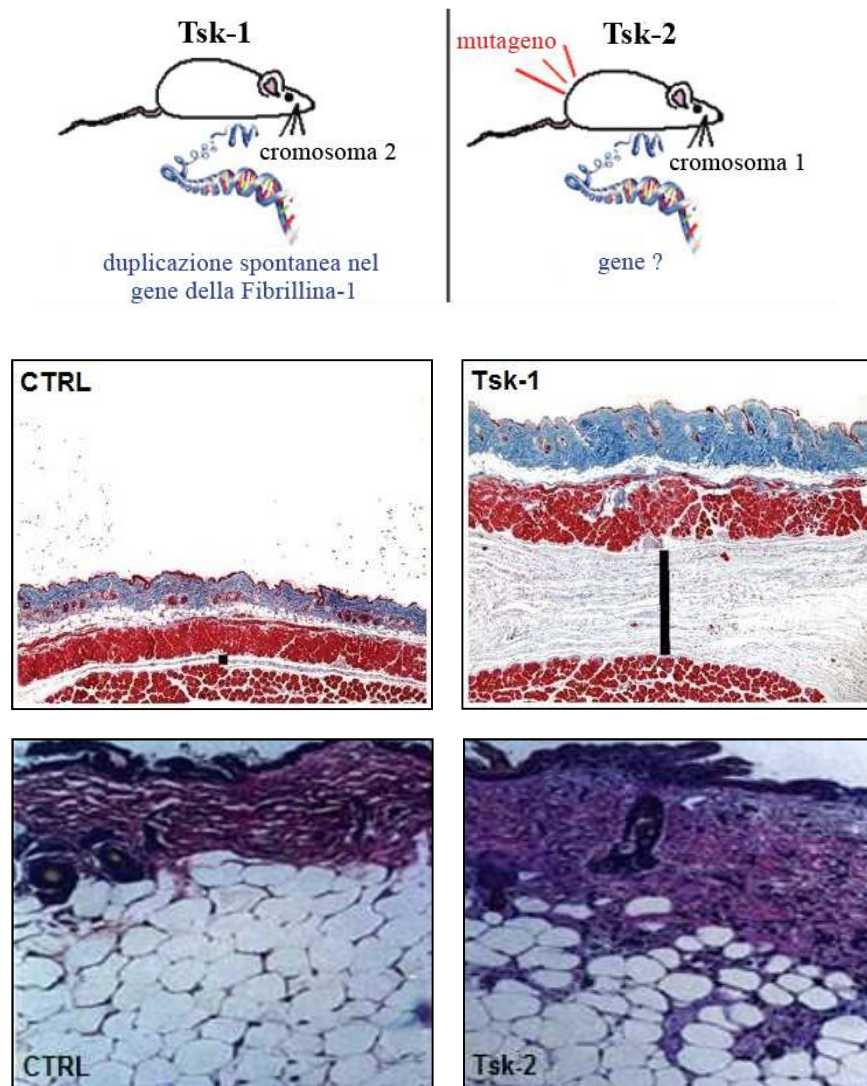 Tsk-1
cromosoma 2
duplicazione spontanea nel
gene della Fibrillina-1
mutageno
Tsk-2
cromosoma 1
gene ?
CTRL
Tsk-1
CTRL
Tsk-2